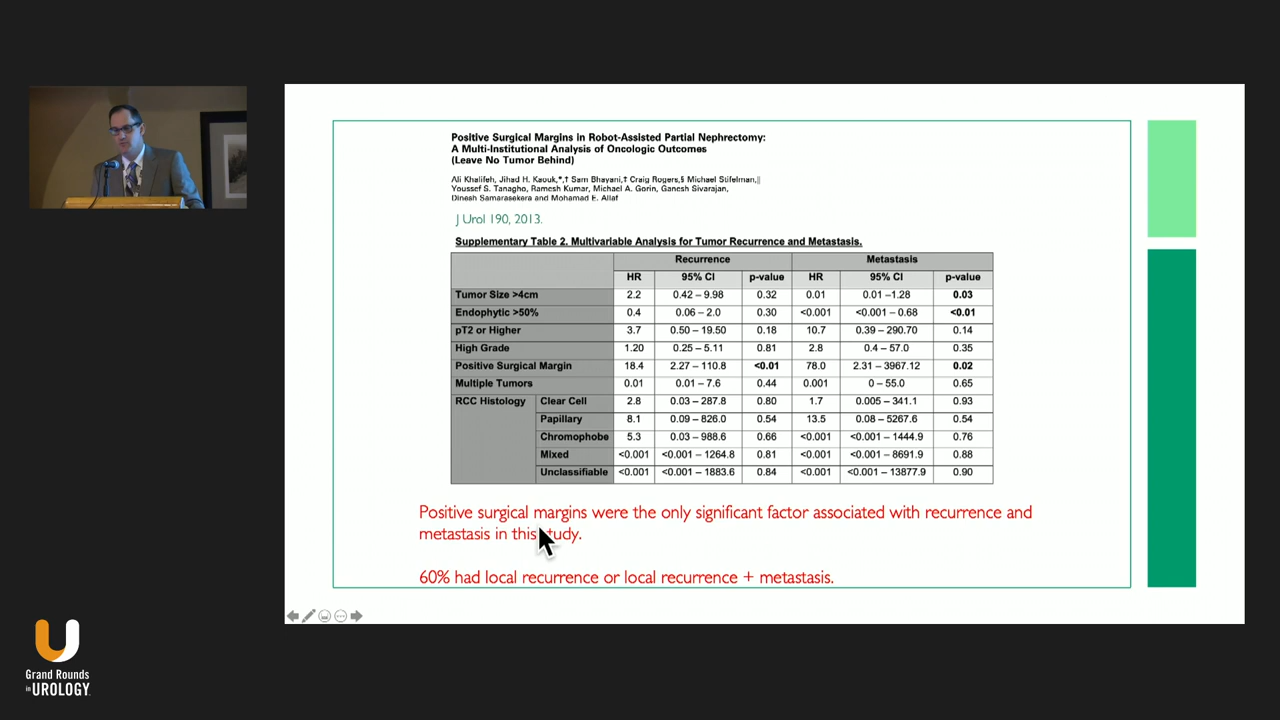 Positive Surgical Margins in Robot-Assisted Partial Nephrectomy:
A Multi-Institutional Analysis of Oncologic Outcomes
(Leave No Tumor Behind)
Ali Khalifeh, Jihad H. Kaouk,*,† Sam Bhayani,‡ Craig Rogers,§ Michael Stifelman,||
Youssef S. Tanagho, Ramesh Kumar, Michael A. Gorin, Ganesh Sivarajan,
Dinesh Samarasekera and Mohamad E. Allaf
J Urol 190, 2013.
Supplementary Table 2. Multivariable Analysis for Tumor Recurrence and Metastasis.
Recurrence Metastasis
HR 95% CI p-value HR 95% CI p-value
Tumor Size >4cm 2.2 0.42 – 9.98 0.32 0.01 0.01 –1.28 0.03
Endophytic >50% 0.4 0.06 – 2.0 0.30 <0.001 <0.001 – 0.68 <0.01
pT2 or Higher 3.7 0.50 – 19.50 0.18 10.7 0.39 – 290.70 0.14
High Grade 1.20 0.25 – 5.11 0.81 2.8 0.4 – 57.0 0.35
Positive Surgical Margin 18.4 2.27 – 110.8 <0.01 78.0 2.31 – 3967.12 0.02
Multiple Tumors 0.01 0.01 – 7.6 0.44 0.001 0 – 55.0 0.65
RCC Histology Clear Cell 2.8 0.03 – 287.8 0.80 1.7 0.005 – 341.1 0.93
Papillary 8.1 0.09 – 826.0 0.54 13.5 0.08 – 5267.6 0.54
Chromophobe 5.3 0.03 – 988.6 0.66 <0.001 <0.001 – 1444.9 0.76
Mixed <0.001 <0.001 – 1264.8 0.81 <0.001 <0.001 – 8691.9 0.88
Unclassifiable <0.001 <0.001 – 1883.6 0.84 <0.001 <0.001 – 13877.9 0.90
Positive surgical margins were the only significant factor associated with recurrence and
metastasis in this study.
60% had local recurrence or local recurrence + metastasis.
Grand Rounds
in UROLOGY